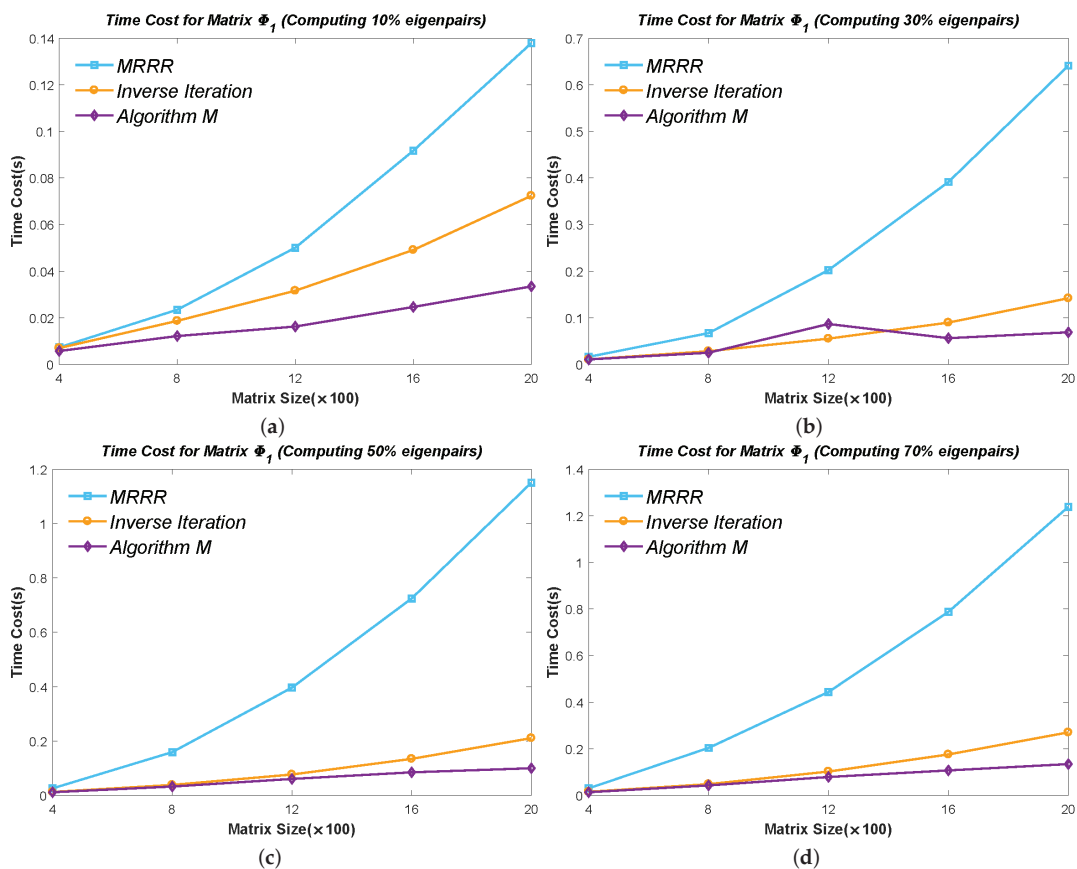 Time Cost for Matrix Φ1 (Computing 10% eigenpairs)
0.14
0.12
0.1
0.08
0.06
0.04
0.02
0
Time Cost(s)
MRRR
Inverse Iteration
Algorithm M
4 8 12 16 20
Matrix Size(×100)
(a)
Time Cost for Matrix Φ1 (Computing 30% eigenpairs)
0.7
0.6
0.5
0.4
0.3
0.2
0.1
0
Time Cost(s)
MRRR
Inverse Iteration
Algorithm M
4 8 12 16 20
Matrix Size(×100)
(b)
Time Cost for Matrix Φ1 (Computing 50% eigenpairs)
1.2
1
0.8
0.6
0.4
0.2
0
Time Cost(s)
MRRR
Inverse Iteration
Algorithm M
4 8 12 16 20
Matrix Size(×100)
(c)
Time Cost for Matrix Φ1 (Computing 70% eigenpairs)
1.4
1.2
1
0.8
0.6
0.4
0.2
0
Time Cost(s)
MRRR
Inverse Iteration
Algorithm M
4 8 12 16 20
Matrix Size(×100)
(d)